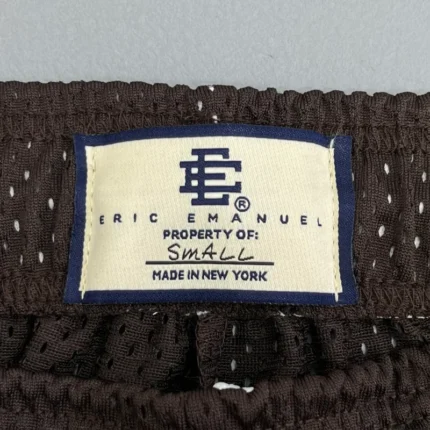 EE®
ERIC EMANUEL
PROPERTY OF:
SMALL
MADE IN NEW YORK